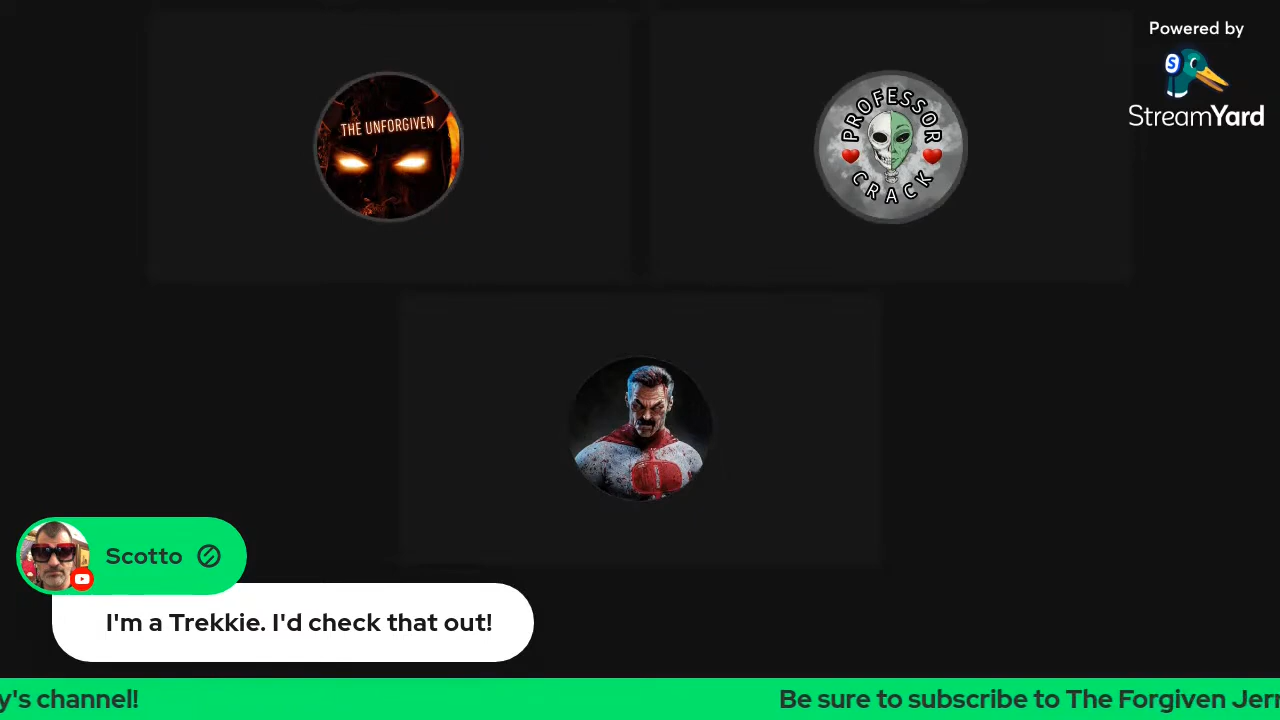 Powered by
StreamYard
THE UNFORGIVEN
PROFESSOR
CRACK
Scotto
I'm a Trekkie. I'd check that out!
y's channel!
Be sure to subscribe to The Forgiven Jerr